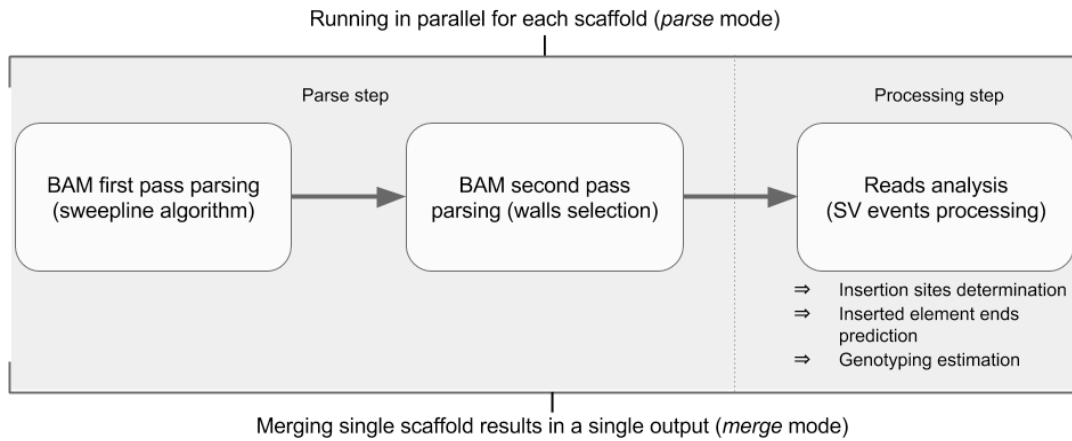 Running in parallel for each scaffold (parse mode)
Parse step
Processing step
BAM first pass parsing
(sweepline algorithm)
BAM second pass
parsing (walls selection)
Reads analysis
(SV events processing)
⇒ Insertion sites determination
⇒ Inserted element ends
prediction
⇒ Genotyping estimation
Merging single scaffold results in a single output (merge mode)